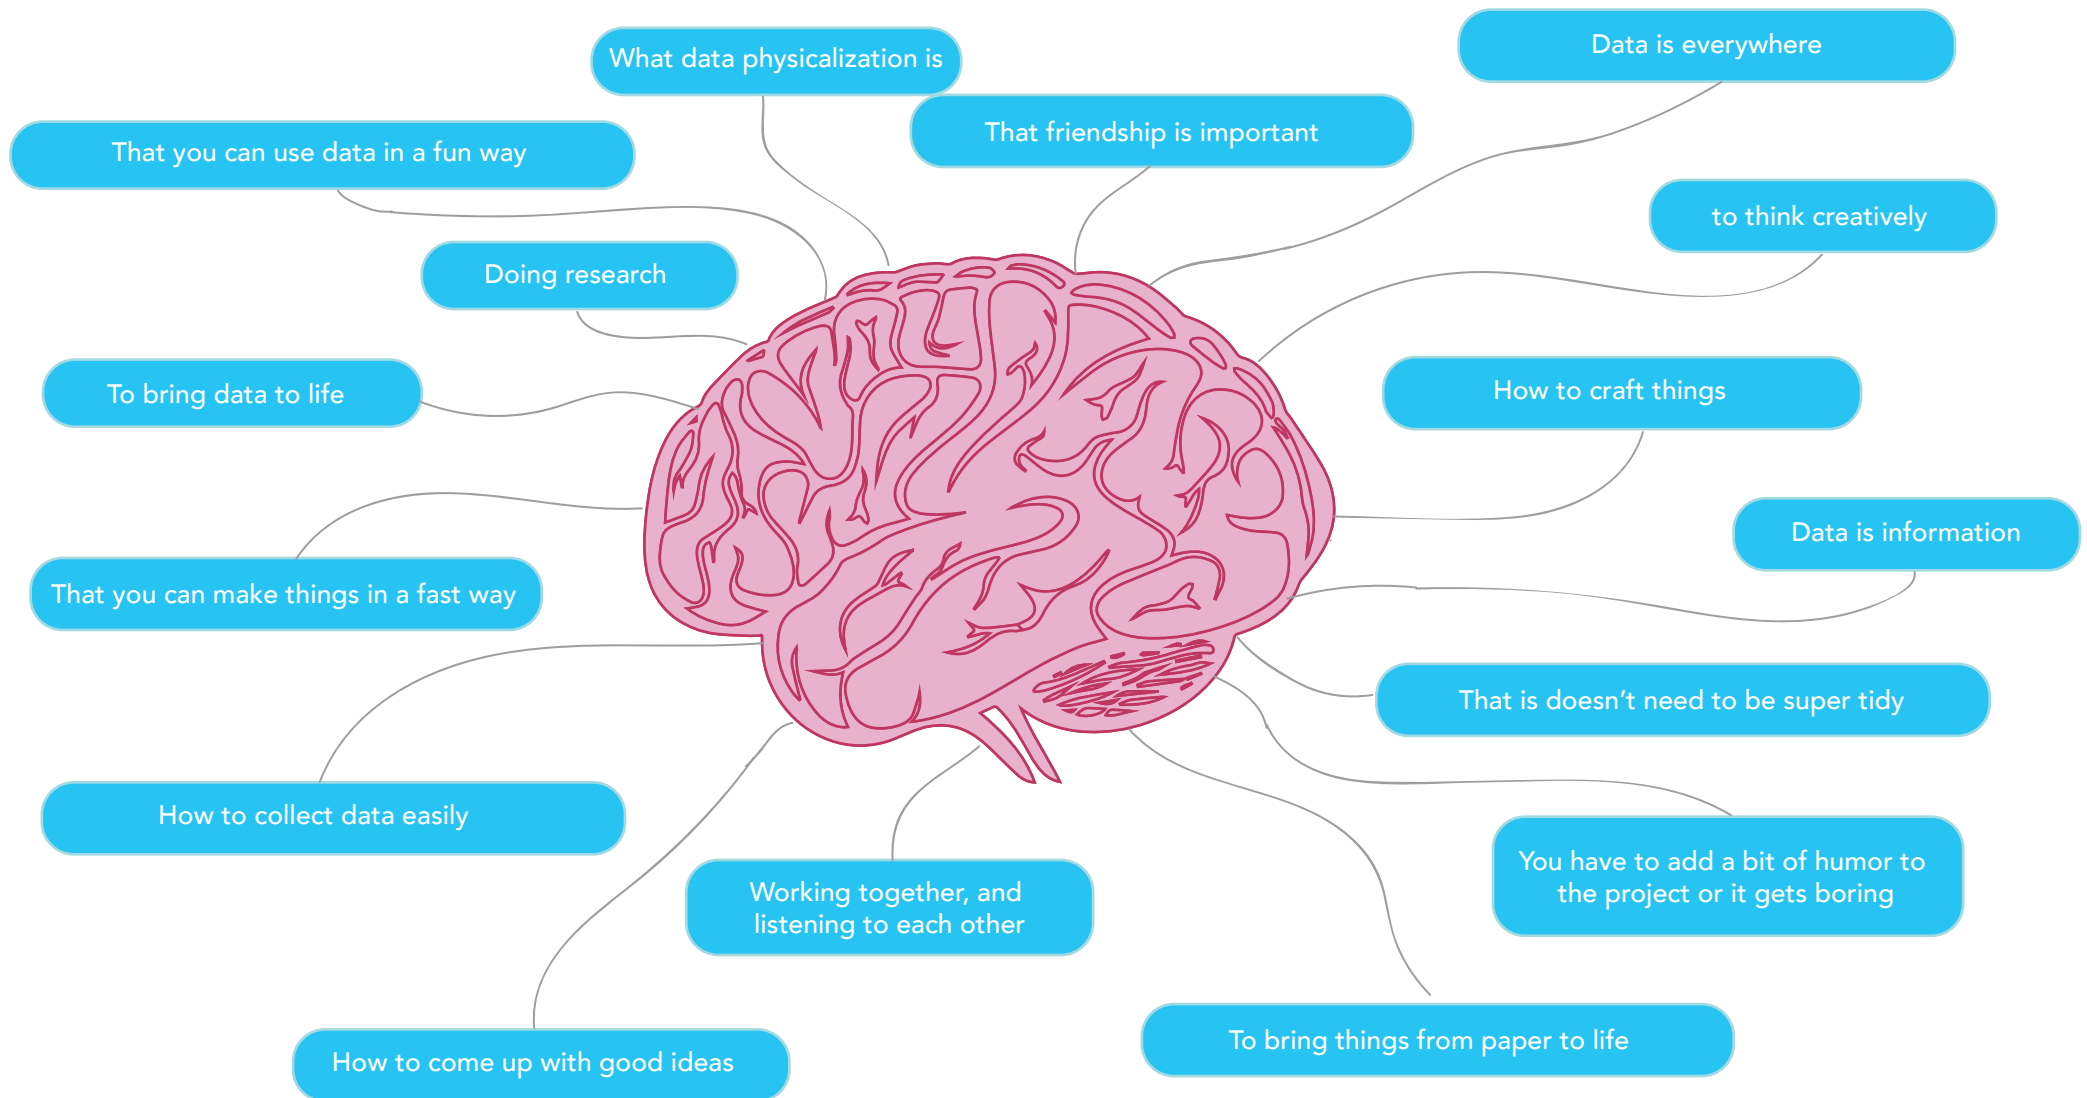 What data physicalization is
Data is everywhere
That friendship is important
That you can use data in a fun way
to think creatively
Doing research
To bring data to life
How to craft things
Data is information
That you can make things in a fast way
That is doesn’t need to be super tidy
How to collect data easily
You have to add a bit of humor to
the project or it gets boring
Working together, and
listening to each other
To bring things from paper to life
How to come up with good ideas